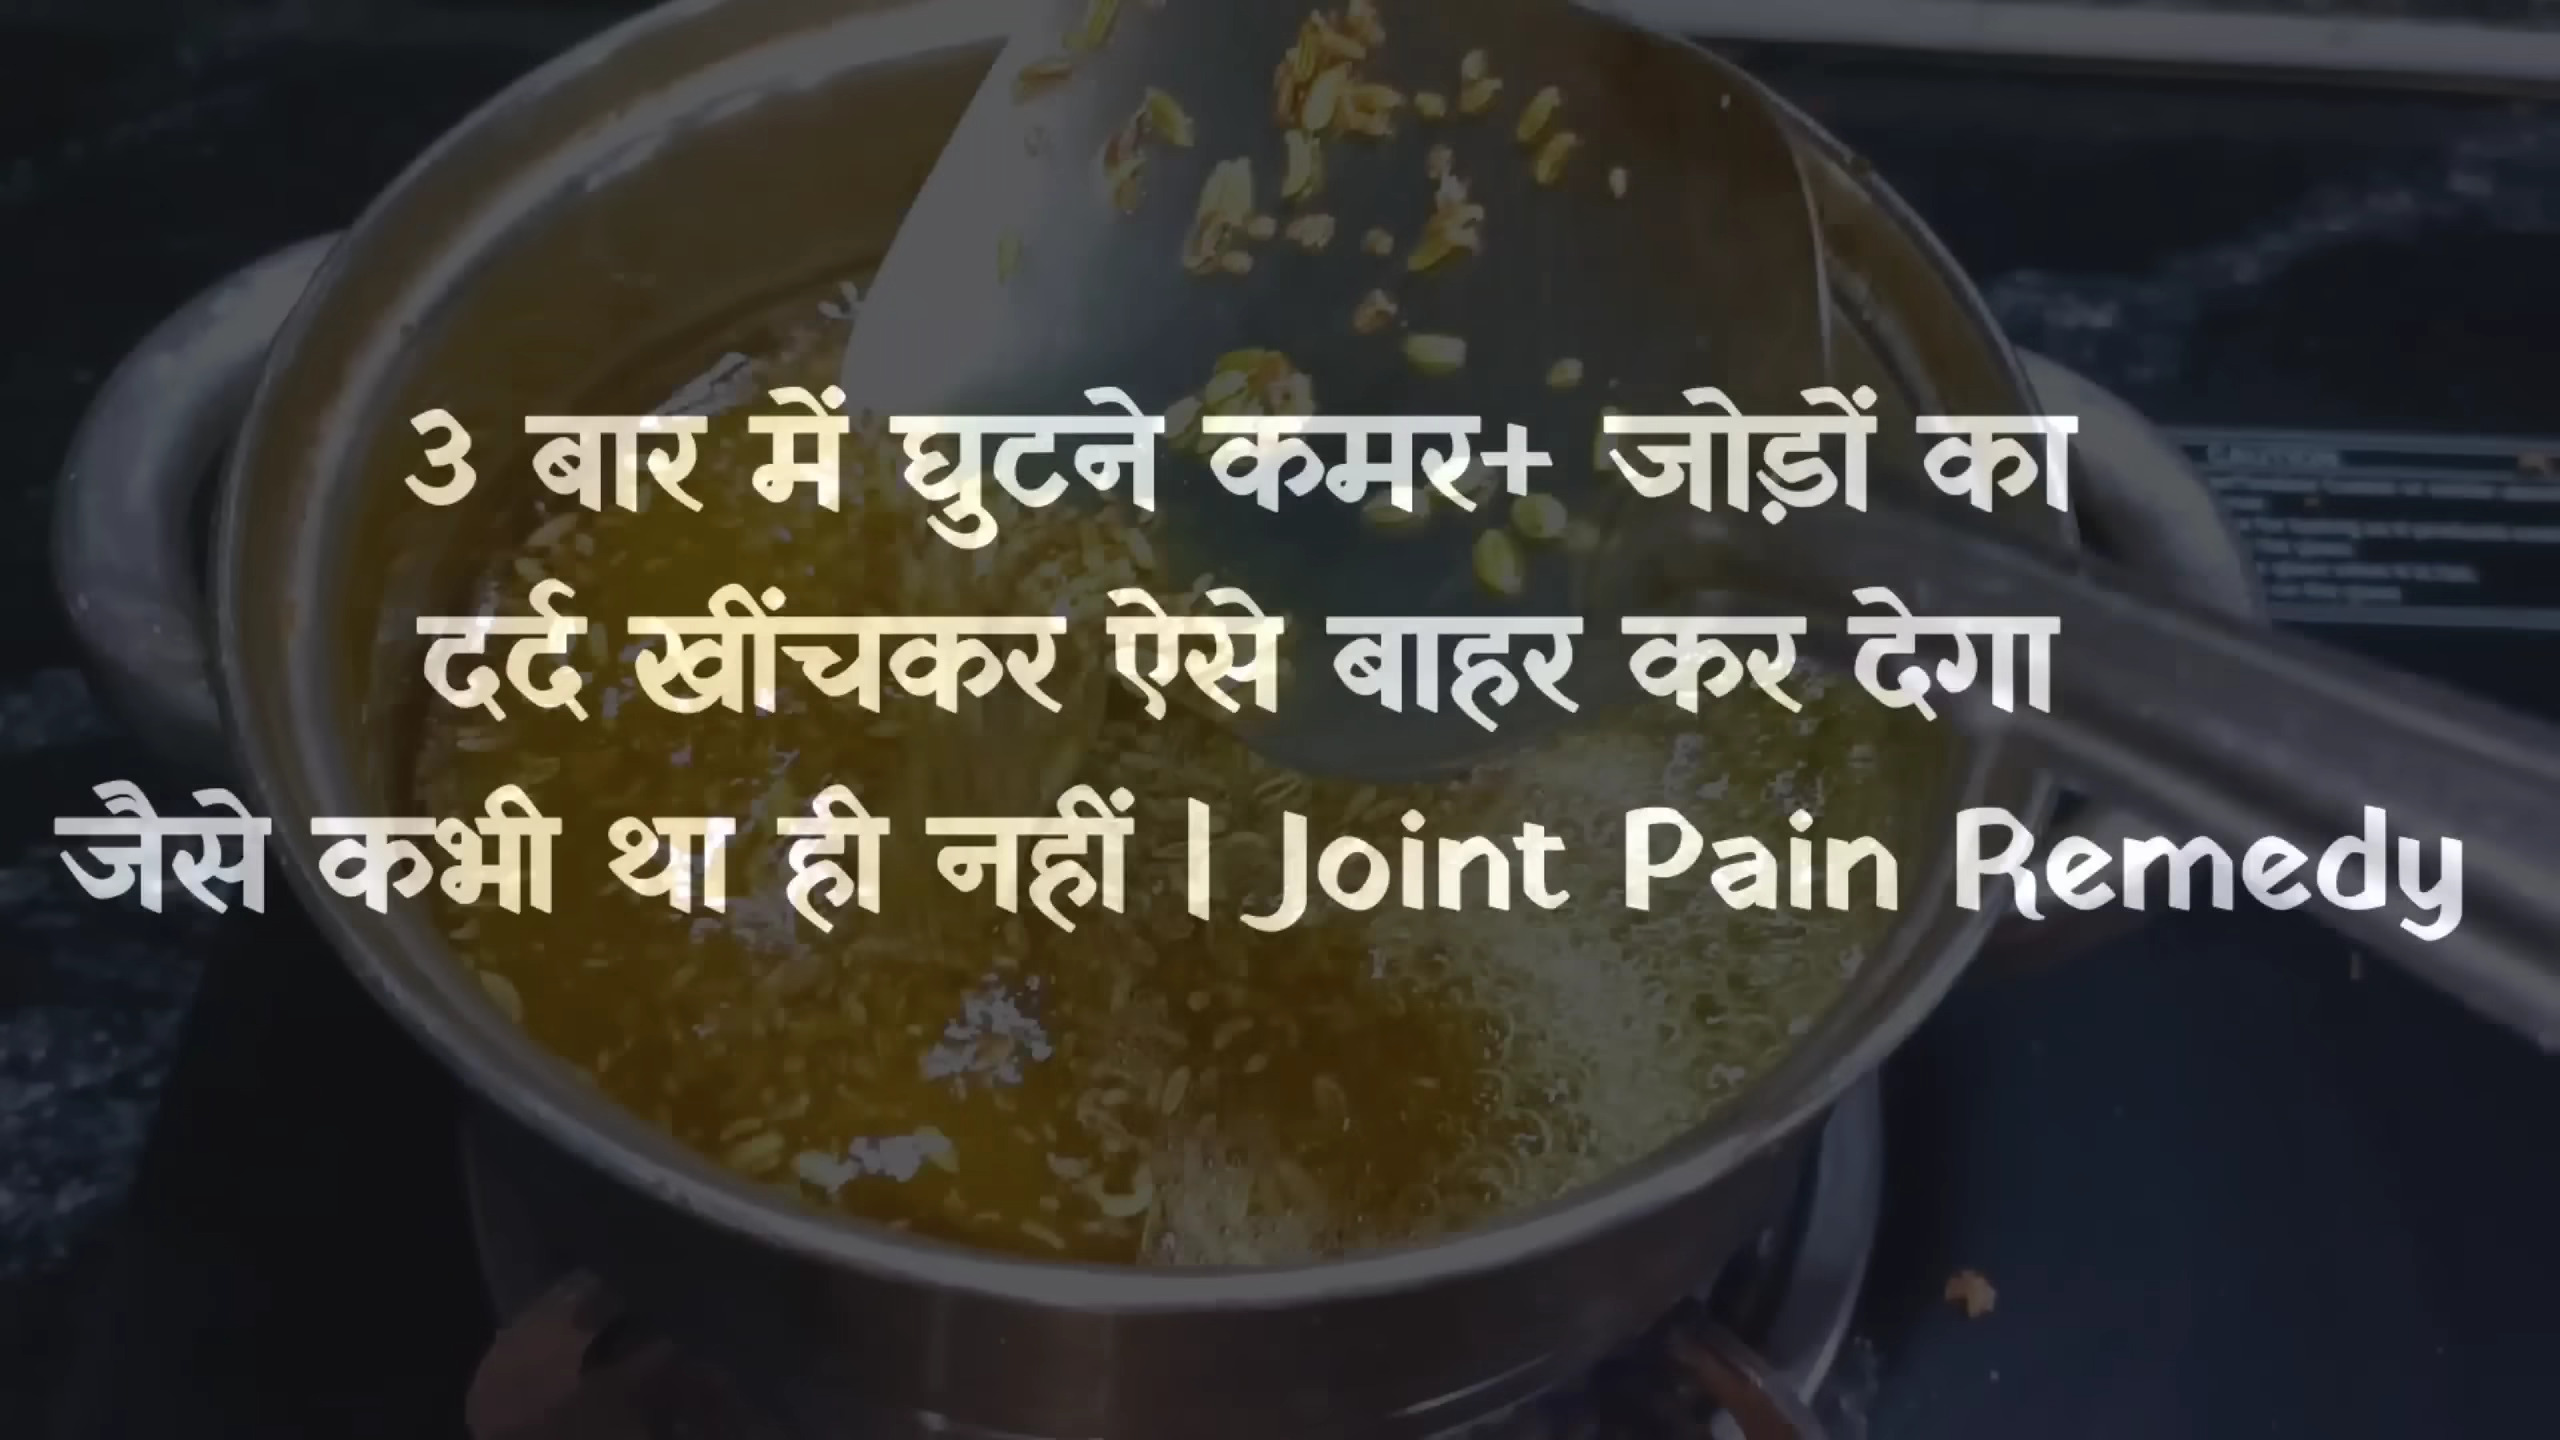 3 बार में घुटने कमर+ जोड़ों का
दर्द खींचकर ऐसे बाहर कर देगा
जैसे कभी था ही नहीं | Joint Pain Remedy